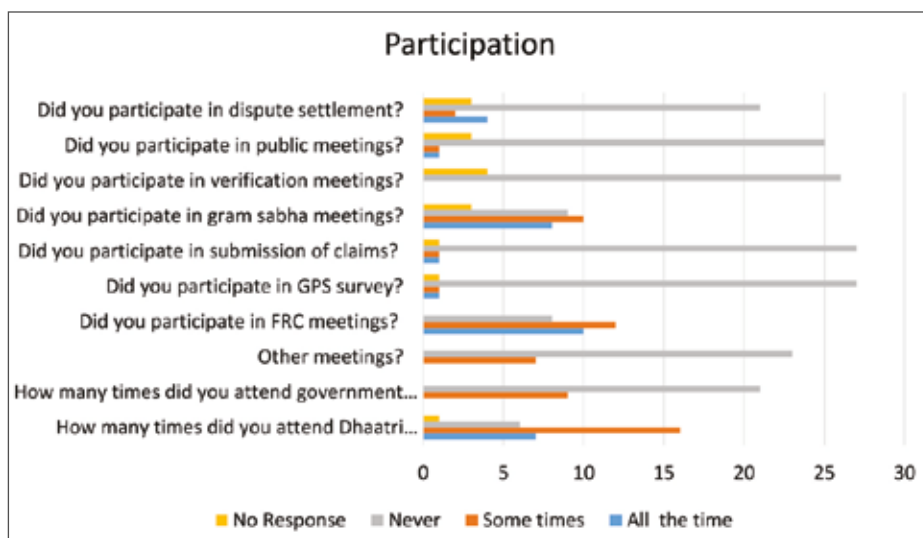 Participation
Did you participate in dispute settlement?
Did you participate in public meetings?
Did you participate in verification meetings?
Did you participate in gram sabha meetings?
Did you participate in submission of claims?
Did you participate in GPS survey?
Did you participate in FRC meetings?
Other meetings?
How many times did you attend government...
How many times did you attend Dhaatri...
0 5 10 15 20 25 30
No Response Never Some times All the time